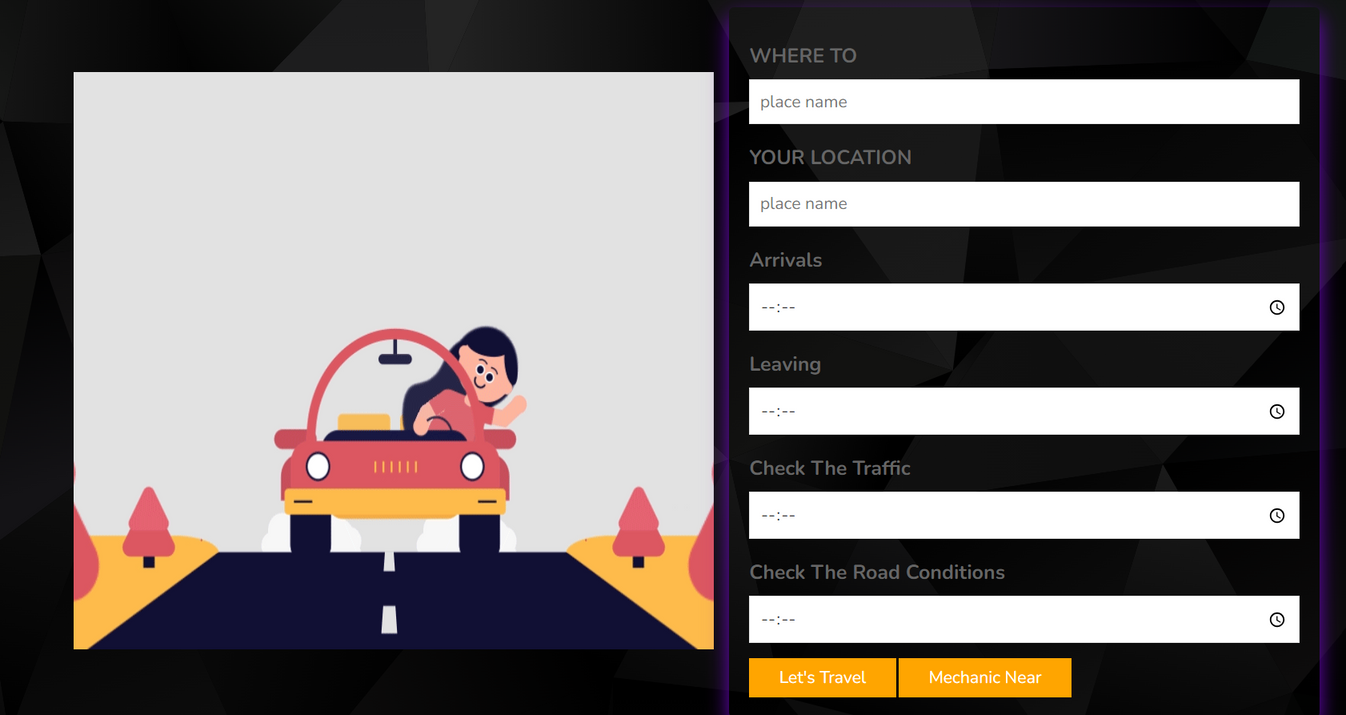 WHERE TO
place name
YOUR LOCATION
place name
Arrivals
--:--
Leaving
--:--
Check The Traffic
--:--
Check The Road Conditions
--:--
Let's Travel
Mechanic Near